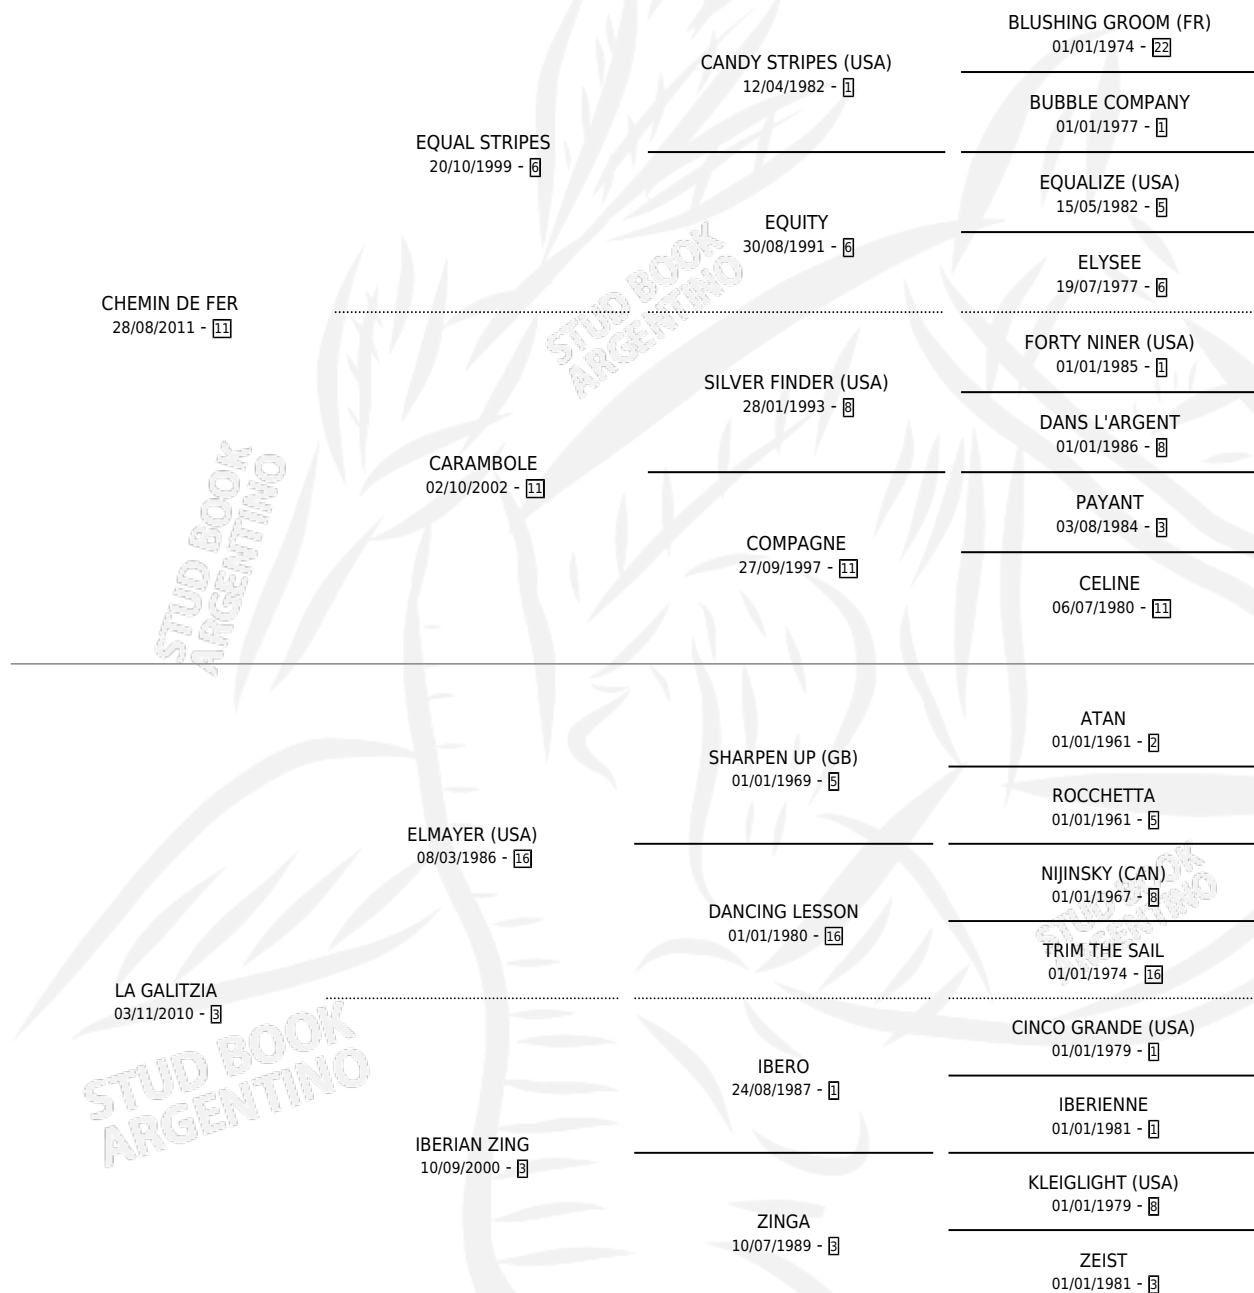 BLUSHING GROOM (FR)
01/01/1974 - 22
CANDY STRIPES (USA)
12/04/1982 - 1
BUBBLE COMPANY
01/01/1977 - 1
EQUAL STRIPES
20/10/1999 - 6
EQUALIZE (USA)
15/05/1982 - 5
EQUITY
30/08/1991 - 6
ELYSEE
19/07/1977 - 6
CHEMIN DE FER
28/08/2011 - 11
FORTY NINER (USA)
01/01/1985 - 1
SILVER FINDER (USA)
28/01/1993 - 8
DANS L'ARGENT
01/01/1986 - 8
CARAMBOLE
02/10/2002 - 11
PAYANT
03/08/1984 - 3
COMPAGNE
27/09/1997 - 11
CELINE
06/07/1980 - 11
STUD BOOK
ARGENTINO
STUD BOOK
ARGENTINO
ATAN
01/01/1961 - 2
SHARPEN UP (GB)
01/01/1969 - 5
ROCCHETTA
01/01/1961 - 5
ELMAYER (USA)
08/03/1986 - 16
NIJINSKY (CAN)
01/01/1967 - 8
DANCING LESSON
01/01/1980 - 16
TRIM THE SAIL
01/01/1974 - 16
LA GALITZIA
03/11/2010 - 3
CINCO GRANDE (USA)
01/01/1979 - 1
IBERO
24/08/1987 - 1
IBERIENNE
01/01/1981 - 1
IBERIAN ZING
10/09/2000 - 3
KLEIGLIGHT (USA)
01/01/1979 - 8
ZINGA
10/07/1989 - 3
ZEIST
01/01/1981 - 3
STUD BOOK
ARGENTINO
STUD BOOK
ARGENTINO